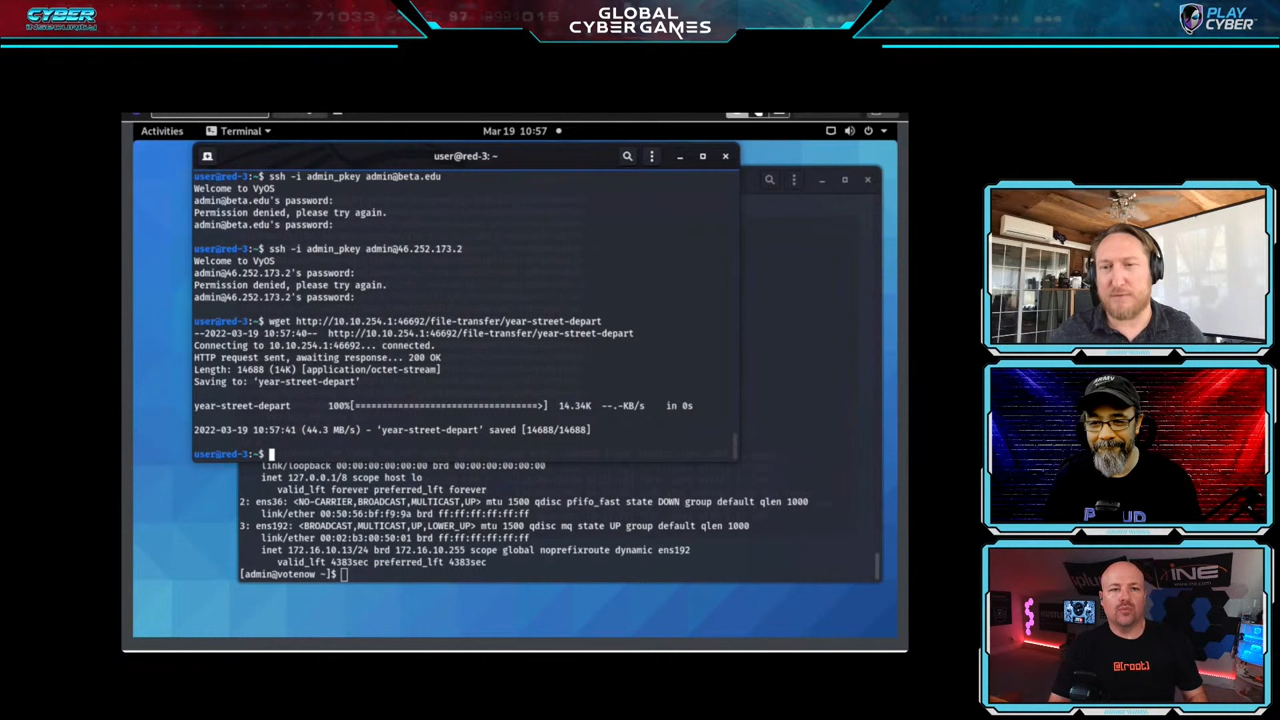 CYBER
INSECURITY
GLOBAL
CYBER GAMES
PLAY
CYBER
Activities
Terminal
Mar 19 10:57
user@red-3: ~
user@red-3:~$ ssh -i admin_pkey admin@beta.edu
Welcome to VyOS
admin@beta.edu's password:
Permission denied, please try again.
admin@beta.edu's password:
user@red-3:~$ ssh -i admin_pkey admin@46.252.173.2
Welcome to VyOS
admin@46.252.173.2's password:
Permission denied, please try again.
admin@46.252.173.2's password:
user@red-3:~$ wget http://10.10.254.1:46692/file-transfer/year-street-depart
--2022-03-19 10:57:40-- http://10.10.254.1:46692/file-transfer/year-street-depart
Connecting to 10.10.254.1:46692... connected.
HTTP request sent, awaiting response... 200 OK
Length: 14688 (14K) [application/octet-stream]
Saving to: ‘year-street-depart’
year-street-depart 100%[===================================>] 14.34K --.-KB/s in 0s
2022-03-19 10:57:41 (44.3 MB/s) - ‘year-street-depart’ saved [14688/14688]
user@red-3:~$
link/loopback 00:00:00:00:00:00 brd 00:00:00:00:00:00
inet 127.0.0.1/8 scope host lo
valid_lft forever preferred_lft forever
2: ens36: <NO-CARRIER,BROADCAST,MULTICAST,UP> mtu 1500 qdisc pfifo_fast state DOWN group default qlen 1000
link/ether 00:50:56:bf:f9:9a brd ff:ff:ff:ff:ff:ff
3: ens192: <BROADCAST,MULTICAST,UP,LOWER_UP> mtu 1500 qdisc mq state UP group default qlen 1000
link/ether 00:02:b3:00:50:01 brd ff:ff:ff:ff:ff:ff
inet 172.16.10.13/24 brd 172.16.10.255 scope global noprefixroute dynamic ens192
valid_lft 4383sec preferred_lft 4383sec
[admin@votenow ~]$
ARMY
INE
@{root}